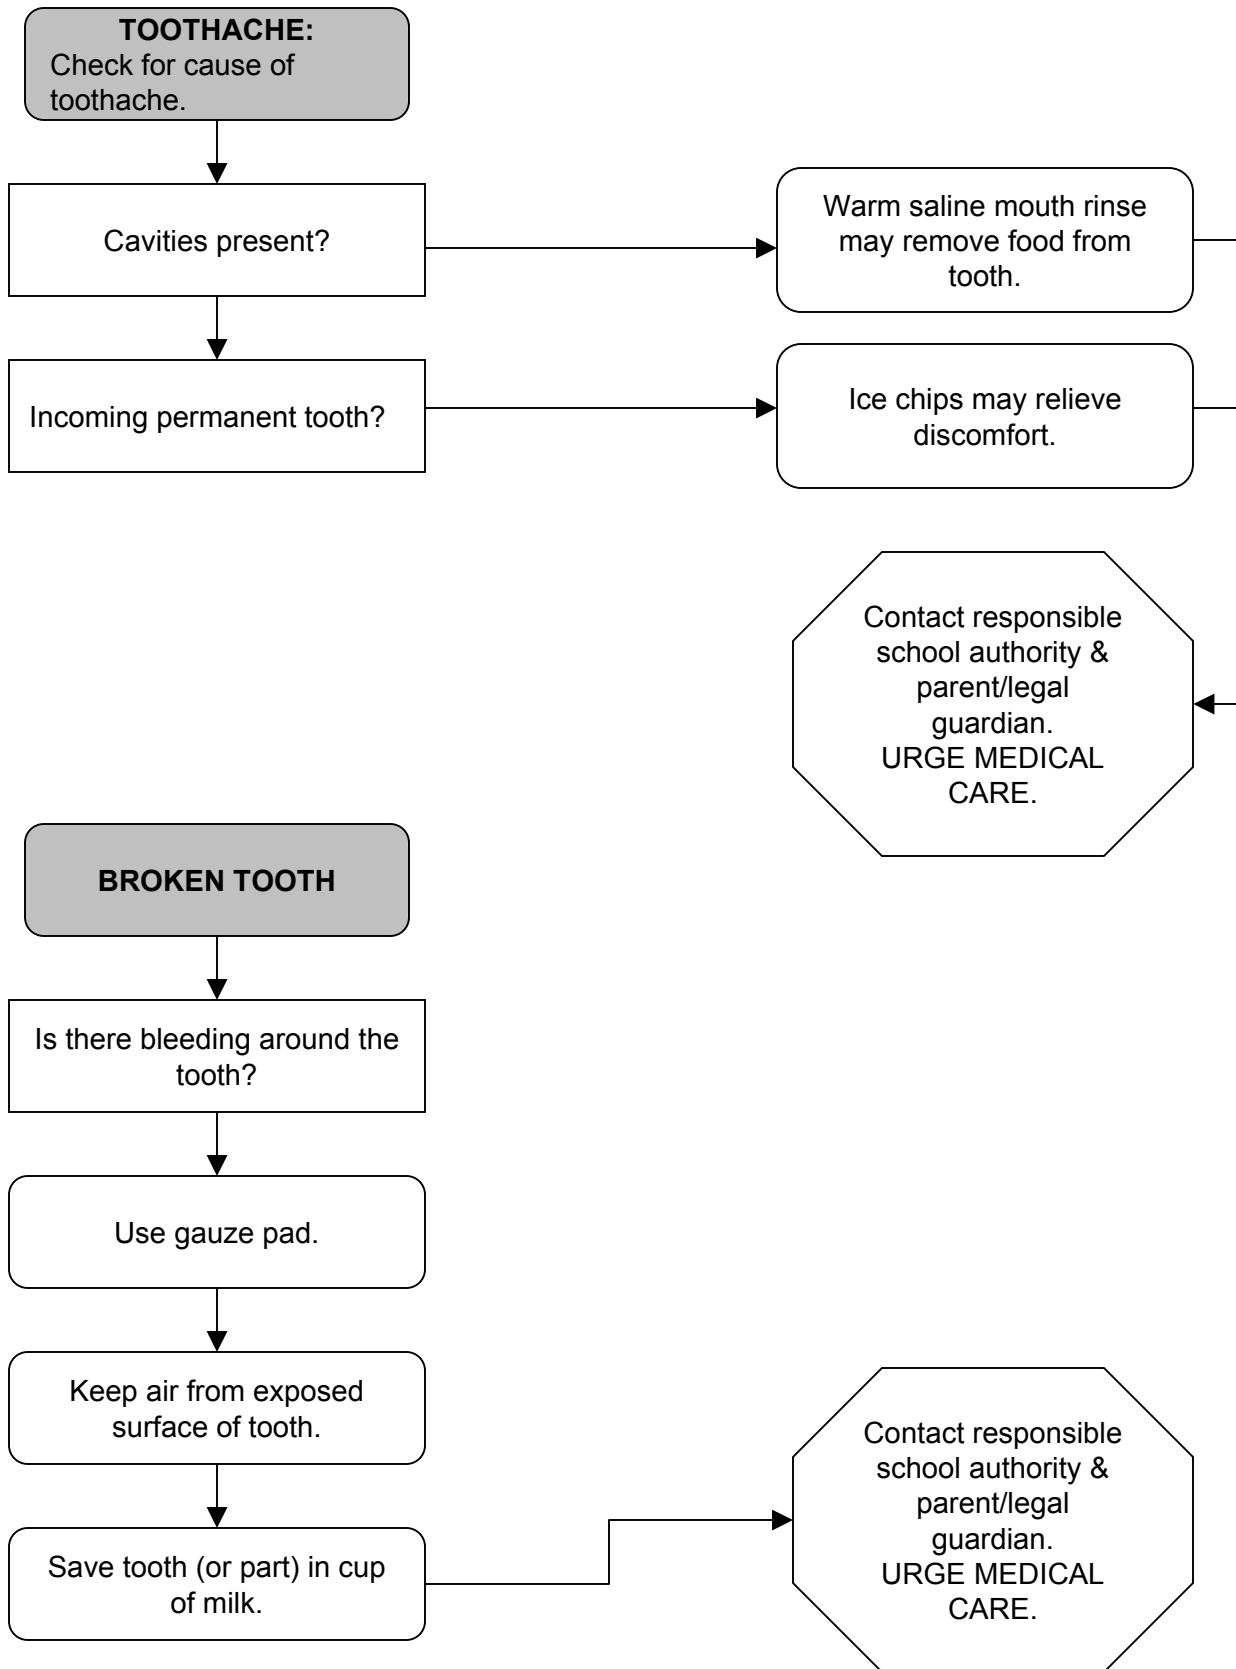 TOOTHACHE:
Check for cause of
toothache.
Cavities present?
Warm saline mouth rinse
may remove food from
tooth.
Incoming permanent tooth?
Ice chips may relieve
discomfort.
Contact responsible
school authority &
parent/legal
guardian.
URGE MEDICAL
CARE.
BROKEN TOOTH
Is there bleeding around the
tooth?
Use gauze pad.
Keep air from exposed
surface of tooth.
Save tooth (or part) in cup
of milk.
Contact responsible
school authority &
parent/legal
guardian.
URGE MEDICAL
CARE.